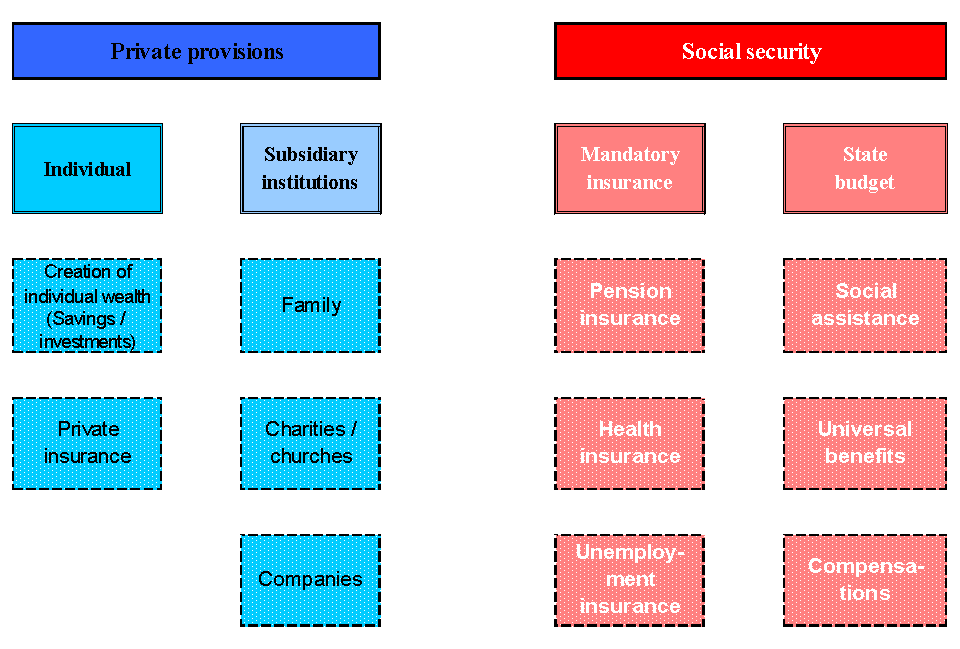 Private provisions
Social security
Individual
Subsidiary
institutions
Mandatory
insurance
State
budget
Creation of
individual wealth
(Savings /
investments)
Family
Pension
insurance
Social
assistance
Private
insurance
Charities /
churches
Health
insurance
Universal
benefits
Companies
Unemploy-
ment
insurance
Compensa-
tions